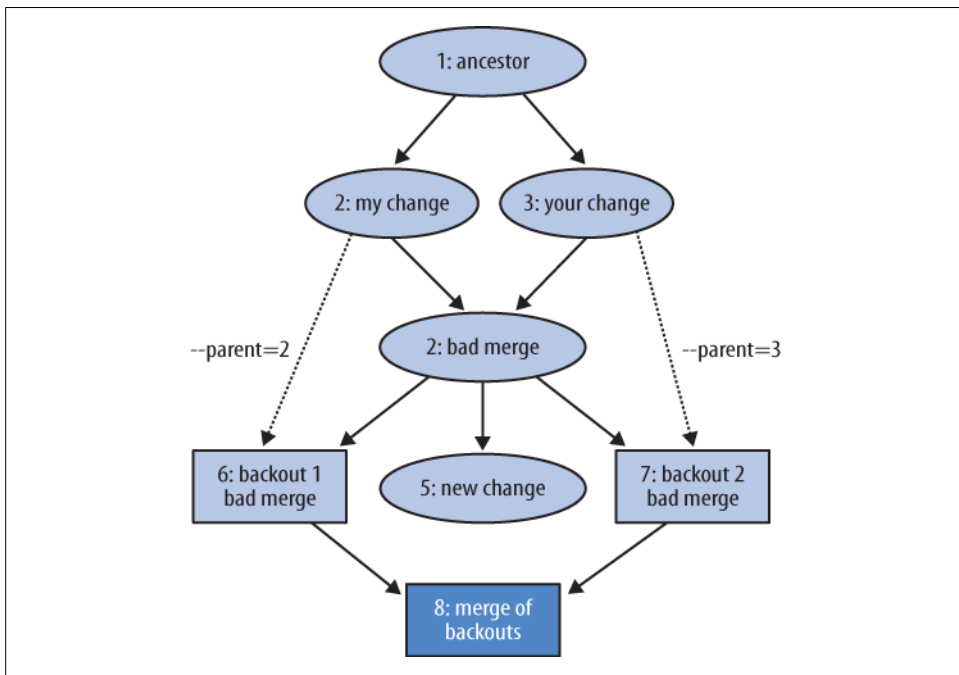 1: ancestor
2: my change
3: your change
--parent=2
2: bad merge
--parent=3
6: backout 1
bad merge
5: new change
7: backout 2
bad merge
8: merge of
backouts